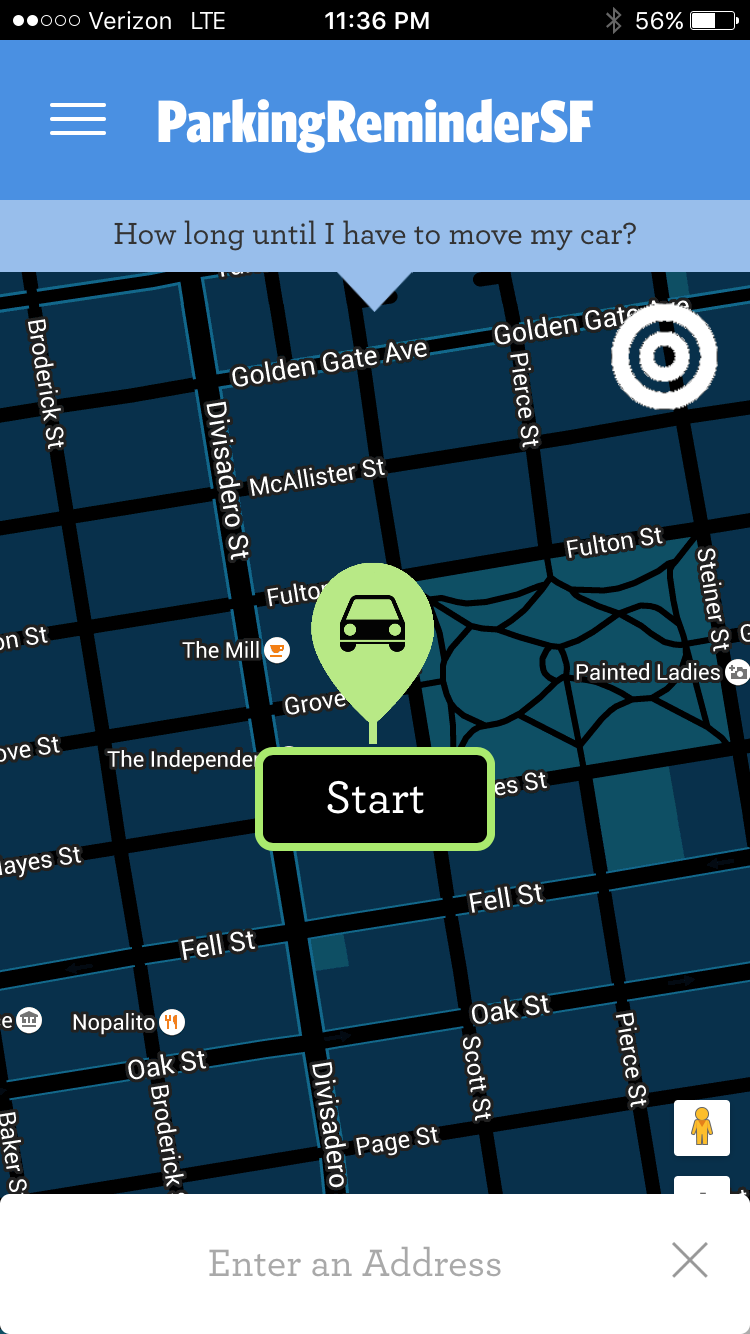 Verizon LTE 11:36 PM 56%
ParkingReminderSF
How long until I have to move my car?
Golden Gate Ave
Golden Gate Ave
Broderick St
Pierce St
Divisadero St
McAllister St
Fulton St
Steiner St
Fulto
on St
The Mill
Painted Ladies
Grove
ove St
The Independen
Start
es St
ayes St
Fell St
Fell St
Oak St
Nopalito
Oak St
Scott St
Pierce St
Baker S
Broderick S
Divisadero
Page St
Enter an Address